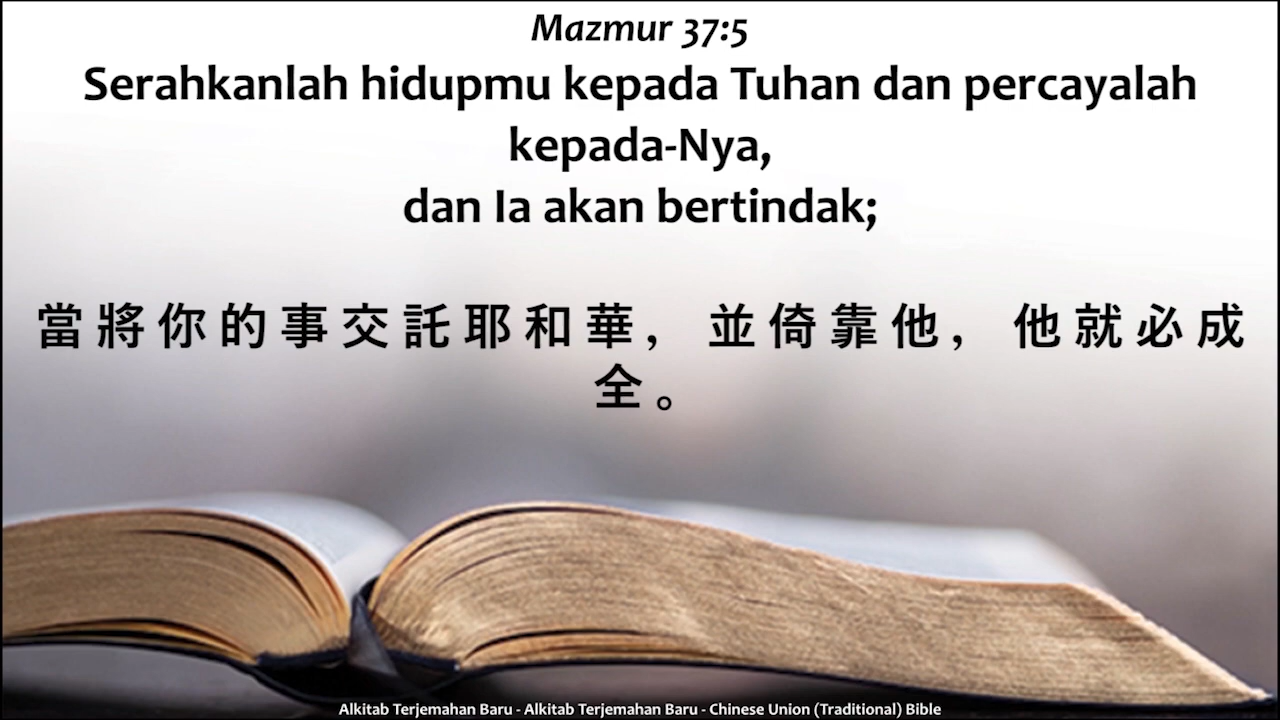 Mazmur 37:5
Serahkanlah hidupmu kepada Tuhan dan percayalah
kepada-Nya,
dan Ia akan bertindak;
當將你的事交託耶和華, 並倚靠他, 他就必成
全。
Alkitab Terjemahan Baru - Alkitab Terjemahan Baru - Chinese Union (Traditional) Bible